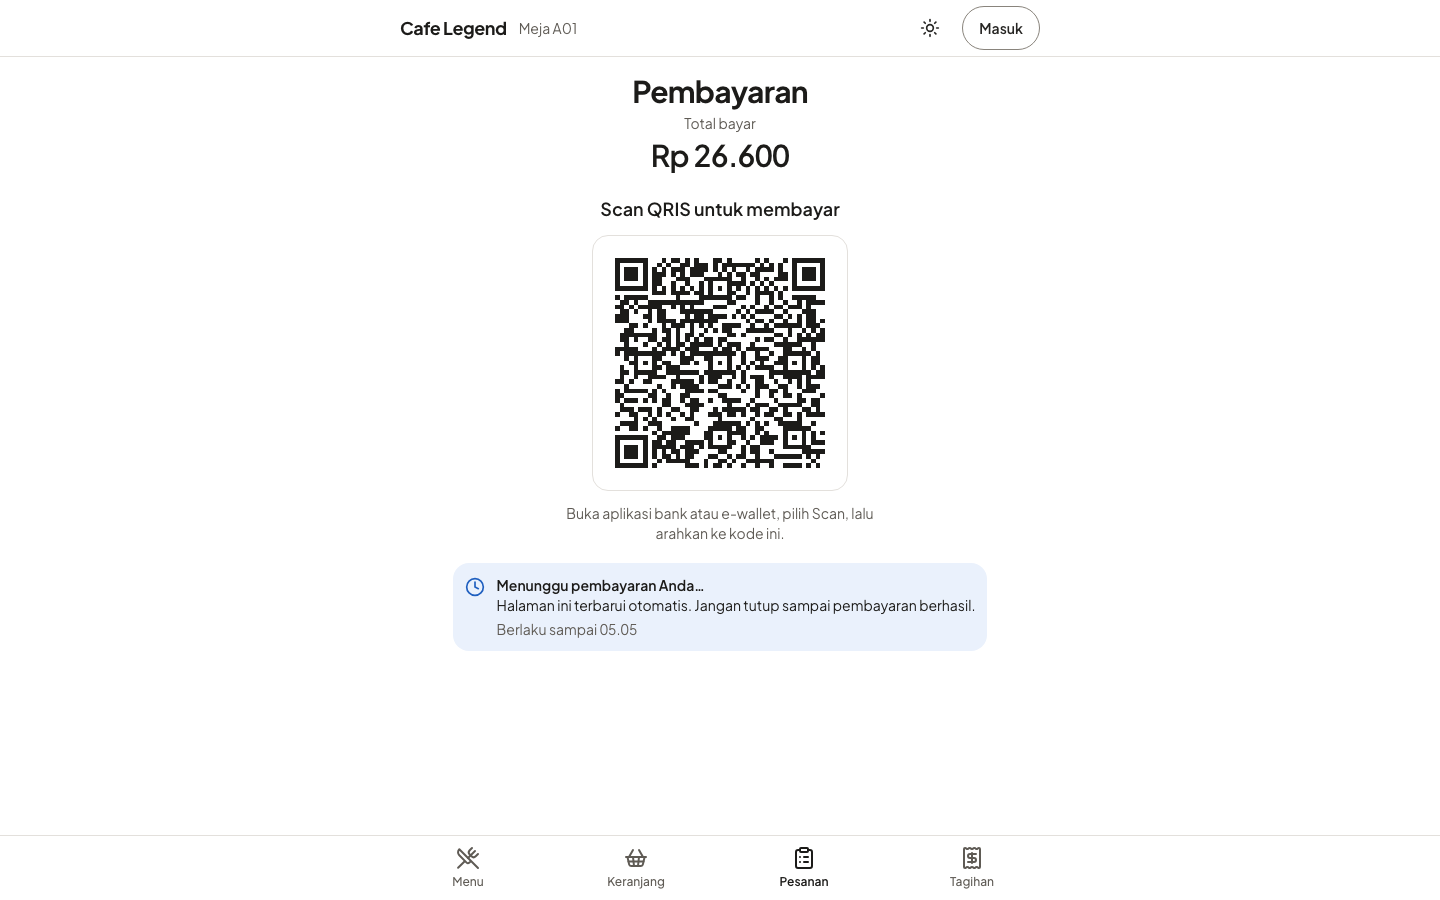 Cafe Legend Meja A01
Masuk
Pembayaran
Total bayar
Rp 26.600
Scan QRIS untuk membayar
Buka aplikasi bank atau e-wallet, pilih Scan, lalu
arahkan ke kode ini.
Menunggu pembayaran Anda…
Halaman ini terbarui otomatis. Jangan tutup sampai pembayaran berhasil.
Berlaku sampai 05.05
Menu
Keranjang
Pesanan
Tagihan